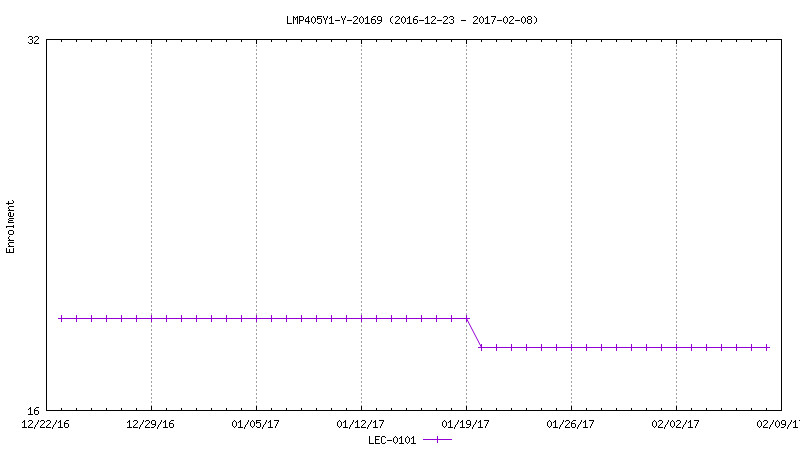 LMP405Y1-Y-20169 (2016-12-23 - 2017-02-08)
32
Enrolment
16
12/22/16 12/29/16 01/05/17 01/12/17 01/19/17 01/26/17 02/02/17 02/09/1
LEC-0101